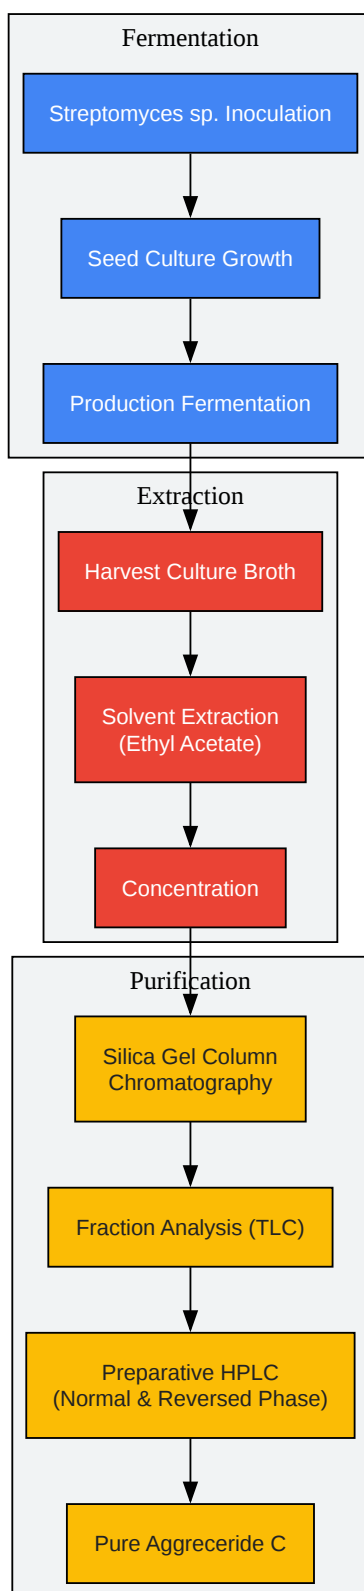 Fermentation
Streptomyces sp. Inoculation
Seed Culture Growth
Production Fermentation
Extraction
Harvest Culture Broth
Solvent Extraction
(Ethyl Acetate)
Concentration
Purification
Silica Gel Column
Chromatography
Fraction Analysis (TLC)
Preparative HPLC
(Normal & Reversed Phase)
Pure Aggreceride C